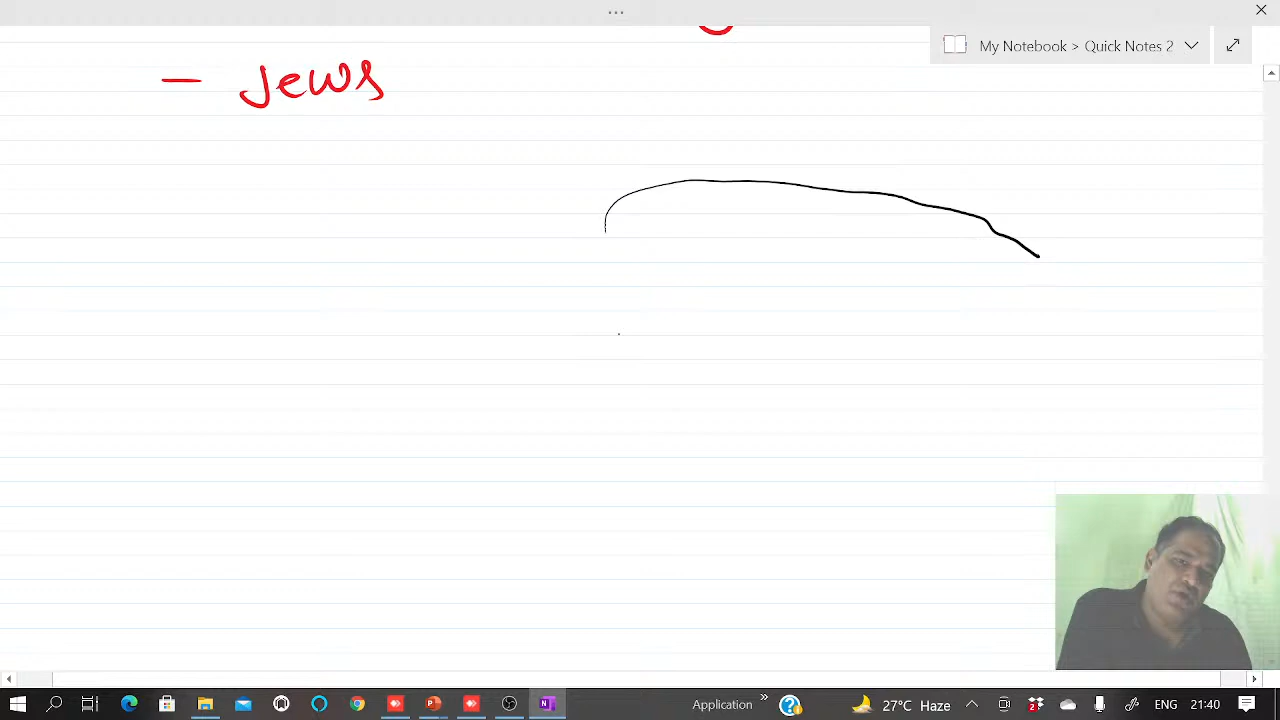 My Notebook > Quick Notes 2
- Jews
Application
27°C Haze
ENG
21:40